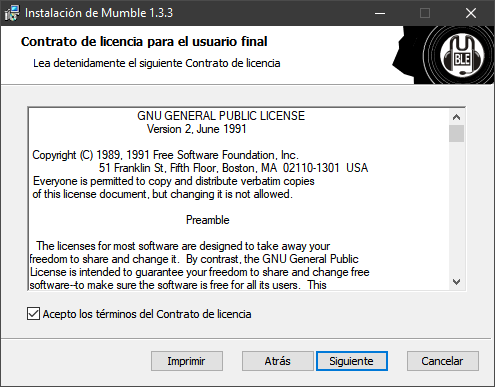 Instalación de Mumble 1.3.3
Contrato de licencia para el usuario final
Lea detenidamente el siguiente Contrato de licencia
BLE
GNU GENERAL PUBLIC LICENSE
Version 2, June 1991
Copyright (C) 1989, 1991 Free Software Foundation, Inc.
51 Franklin St, Fifth Floor, Boston, MA  02110-1301  USA
Everyone is permitted to copy and distribute verbatim copies
of this license document, but changing it is not allowed.
Preamble
The licenses for most software are designed to take away your
freedom to share and change it.  By contrast, the GNU General Public
License is intended to guarantee your freedom to share and change free
software--to make sure the software is free for all its users.  This
Acepto los términos del Contrato de licencia
Imprimir
Atrás
Siguiente
Cancelar